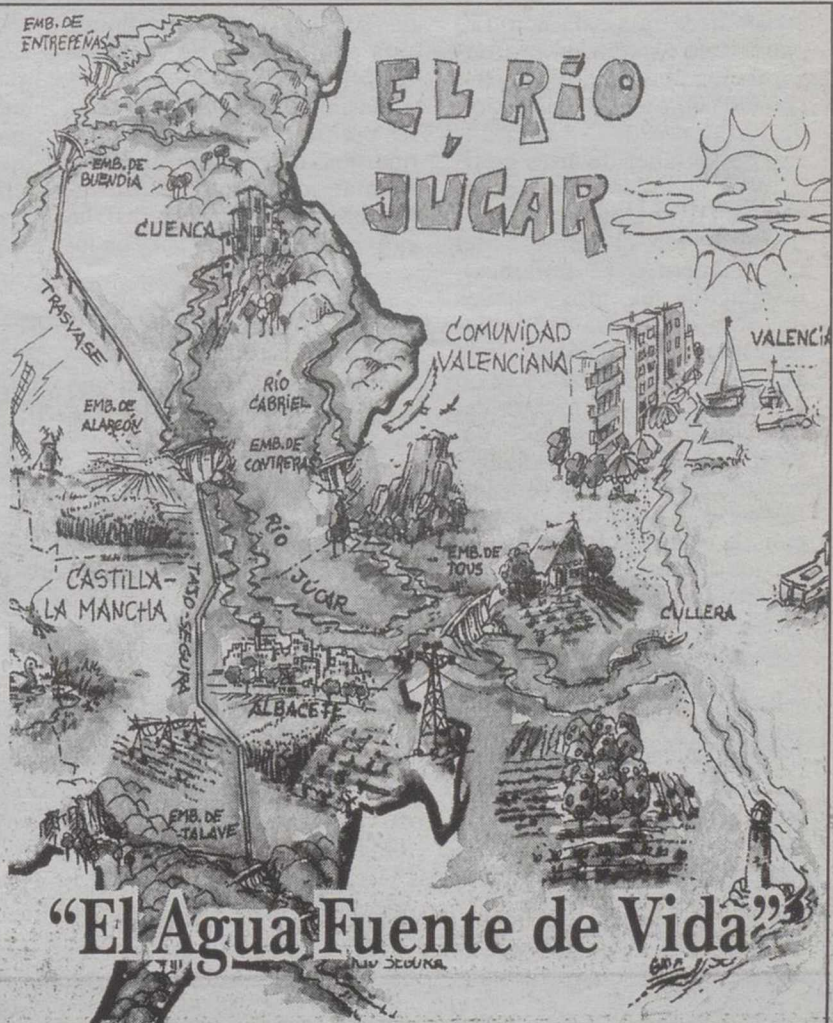 EMB. DE
ENTREPEÑAS
EL RÍO
JÚCAR
EMB. DE
BUENDIA
CUENCA
TRASVASE
COMUNIDAD
VALENCIANA
VALENCIA
RÍO
CABRIEL
EMB. DE
ALARCÓN
EMB. DE
CONTRERAS
RÍO
JÚCAR
EMB. DE
TOUS
CASTILLA-
LA MANCHA
TAJO-SEGURA
CULLERA
ALBACETE
EMB. DE
TALAVE
“El Agua Fuente de Vida”
RÍO SEGURA